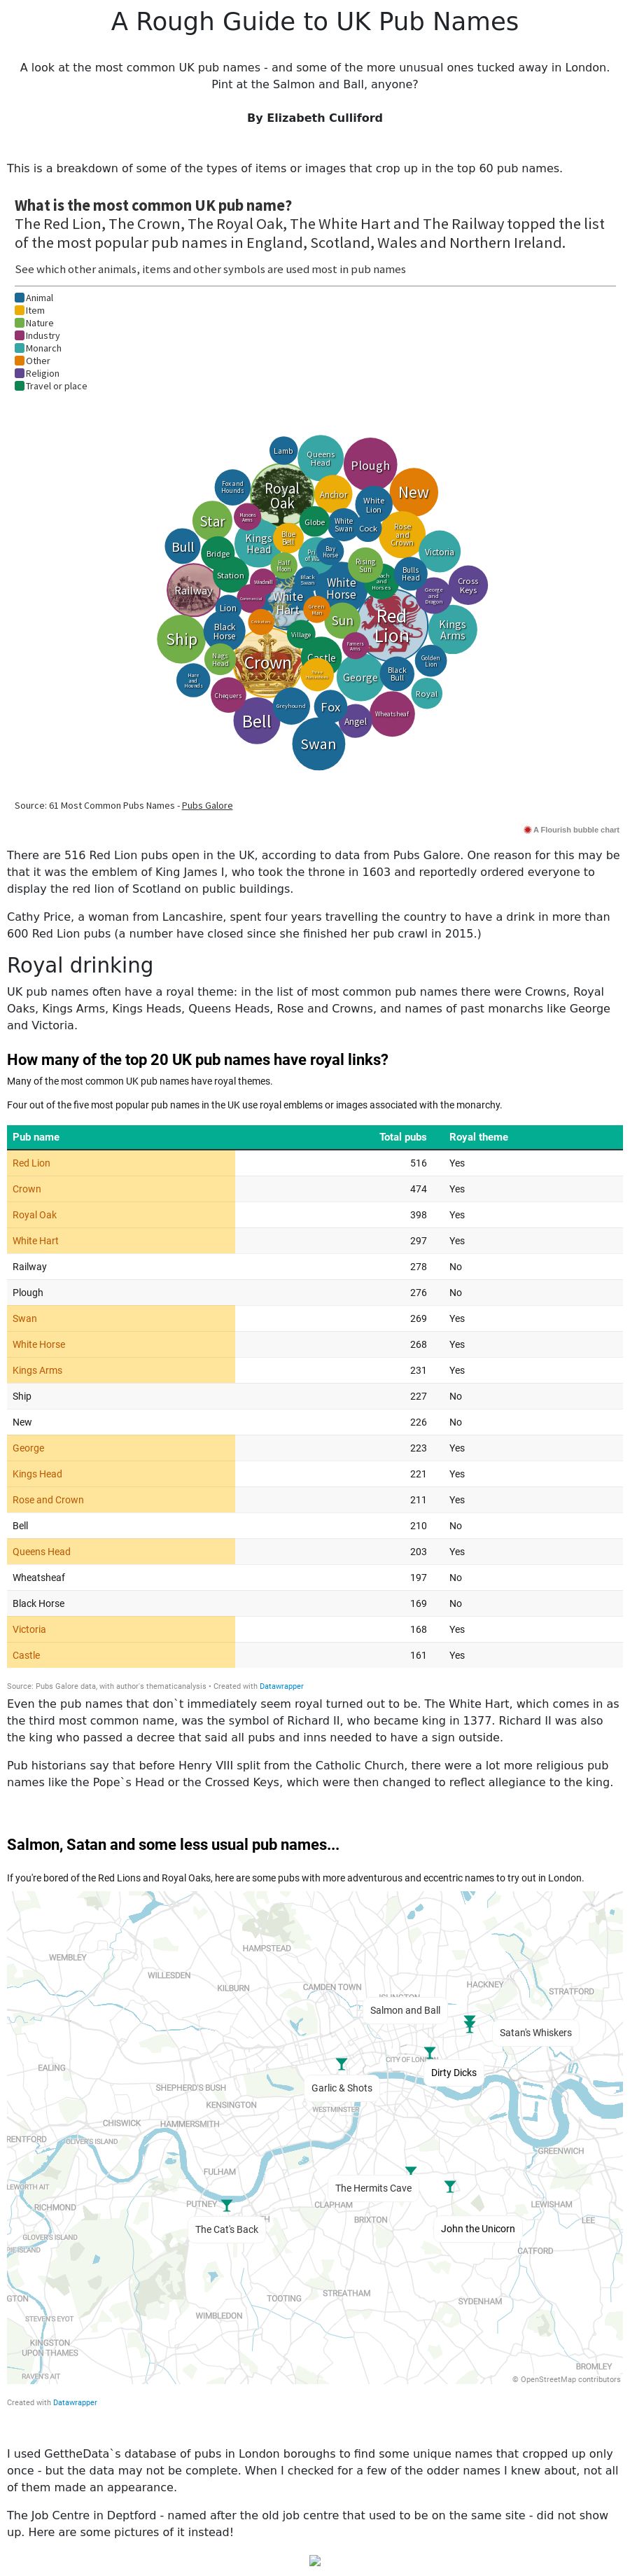 A Rough Guide to UK Pub Names
A look at the most common UK pub names - and some of the more unusual ones tucked away in London.
Pint at the Salmon and Ball, anyone?
By Elizabeth Culliford
This is a breakdown of some of the types of items or images that crop up in the top 60 pub names.
What is the most common UK pub name?
The Red Lion, The Crown, The Royal Oak, The White Hart and The Railway topped the list
of the most popular pub names in England, Scotland, Wales and Northern Ireland.
See which other animals, items and other symbols are used most in pub names
Animal
Item
Nature
Industry
Monarch
Other
Religion
Travel or place
Lamb
Queens
Head
Plough
Fox and
Hounds
Royal
Oak
Anchor
White
Lion
New
Star
Masons
Arms
Globe
White
Swan
Cock
Rose
and
Crown
Kings
Head
Blue
Bell
Bay
Horse
Victoria
Bull
Bridge
Half
Moon
Rising
Sun
Bulls
Head
Cross
Keys
Station
Railway
Black
Swan
White
Horse
George
and
Dragon
Lion
White
Hart
Green
Man
Sun
Red
Lion
Kings
Arms
Ship
Black
Horse
Village
Nags
Head
Crown
Castle
Farmers
Arms
Golden
Lion
Hare
and
Hounds
George
Black
Bull
Chequers
Royal
Bell
Greyhound
Fox
Angel
Wheatsheaf
Swan
Source: 61 Most Common Pubs Names - Pubs Galore
A Flourish bubble chart
There are 516 Red Lion pubs open in the UK, according to data from Pubs Galore. One reason for this may be
that it was the emblem of King James I, who took the throne in 1603 and reportedly ordered everyone to
display the red lion of Scotland on public buildings.
Cathy Price, a woman from Lancashire, spent four years travelling the country to have a drink in more than
600 Red Lion pubs (a number have closed since she finished her pub crawl in 2015.)
Royal drinking
UK pub names often have a royal theme: in the list of most common pub names there were Crowns, Royal
Oaks, Kings Arms, Kings Heads, Queens Heads, Rose and Crowns, and names of past monarchs like George
and Victoria.
How many of the top 20 UK pub names have royal links?
Many of the most common UK pub names have royal themes.
Four out of the five most popular pub names in the UK use royal emblems or images associated with the monarchy.
Pub name Total pubs Royal theme
Red Lion 516 Yes
Crown 474 Yes
Royal Oak 398 Yes
White Hart 297 Yes
Railway 278 No
Plough 276 No
Swan 269 Yes
White Horse 268 Yes
Kings Arms 231 Yes
Ship 227 No
New 226 No
George 223 Yes
Kings Head 221 Yes
Rose and Crown 211 Yes
Bell 210 No
Queens Head 203 Yes
Wheatsheaf 197 No
Black Horse 169 No
Victoria 168 Yes
Castle 161 Yes
Source: Pubs Galore data, with author's thematicanalysis • Created with Datawrapper
Even the pub names that don`t immediately seem royal turned out to be. The White Hart, which comes in as
the third most common name, was the symbol of Richard II, who became king in 1377. Richard II was also
the king who passed a decree that said all pubs and inns needed to have a sign outside.
Pub historians say that before Henry VIII split from the Catholic Church, there were a lot more religious pub
names like the Pope`s Head or the Crossed Keys, which were then changed to reflect allegiance to the king.
Salmon, Satan and some less usual pub names...
If you're bored of the Red Lions and Royal Oaks, here are some pubs with more adventurous and eccentric names to try out in London.
HAMPSTEAD
WEMBLEY
WILLESDEN
KILBURN
CAMDEN TOWN
HACKNEY
STRATFORD
Salmon and Ball
Satan's Whiskers
CITY OF
Dirty Dicks
EALING
Garlic & Shots
SHEPHERD'S BUSH
KENSINGTON
WESTMINSTER
CHISWICK
HAMMERSMITH
OLIVER'S ISLAND
GREENWICH
FULHAM
The Hermits Cave
RICHMOND
PUTNEY
CLAPHAM
BRIXTON
LEWISHAM
LEE
The Cat's Back
John the Unicorn
GLOVER'S ISLAND
CATFORD
STREATHAM
TOOTING
SYDENHAM
WIMBLEDON
STEVEN'S EYOT
KINGSTON
UPON THAMES
RAVEN'S AIT
BROMLEY
© OpenStreetMap contributors
Created with Datawrapper
I used GettheData`s database of pubs in London boroughs to find some unique names that cropped up only
once - but the data may not be complete. When I checked for a few of the odder names I knew about, not all
of them made an appearance.
The Job Centre in Deptford - named after the old job centre that used to be on the same site - did not show
up. Here are some pictures of it instead!